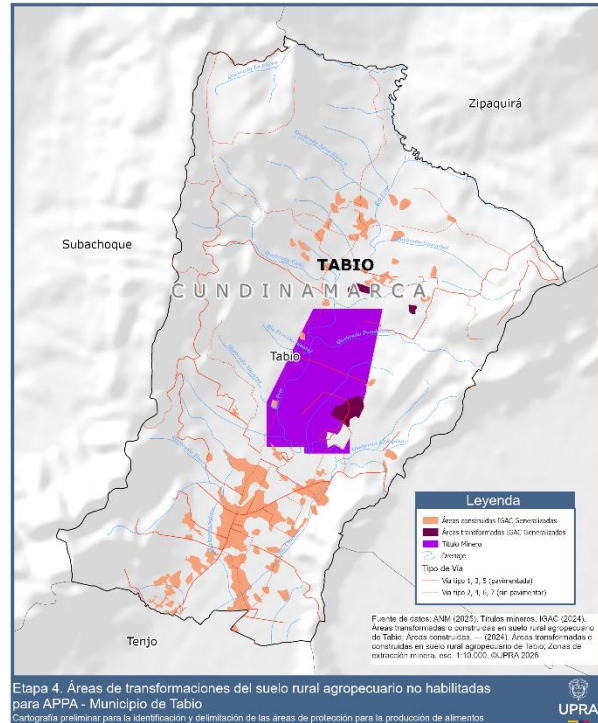 Zipaquirá
Subachoque
TABIO
CUNDINAMARCA
Tabio
Tenjo
Leyenda
Áreas construidas IGAC Generalizadas
Áreas transformadas IGAC Generalizadas
Título Minero
Drenaje
Tipo de Vía
Vía tipo 1, 3, 5 (pavimentada)
Vía tipo 2, 4, 6, 7 (sin pavimentar)
Fuente de datos: ANM (2025). Títulos mineros. IGAC (2024).
Áreas transformadas o construidas en suelo rural agropecuario
de Tabio; Áreas construidas. — (2024). Áreas transformadas o
construidas en suelo rural agropecuario de Tabio; Zonas de
extracción minera, esc. 1:10.000. ©UPRA 2026
Etapa 4. Áreas de transformaciones del suelo rural agropecuario no habilitadas
para APPA - Municipio de Tabio
Cartografía preliminar para la identificación y delimitación de las áreas de protección para la producción de alimentos
UPRA